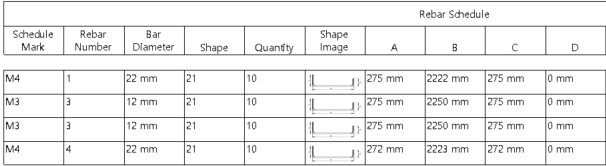 Rebar Schedule
Schedule Mark Rebar Number Bar Diameter Shape Quantity Shape Image A B C D
M4 1 22 mm 21 10 275 mm 2222 mm 275 mm 0 mm
M3 3 12 mm 21 10 275 mm 2250 mm 275 mm 0 mm
M3 3 12 mm 21 10 275 mm 2250 mm 275 mm 0 mm
M4 4 22 mm 21 10 272 mm 2223 mm 272 mm 0 mm